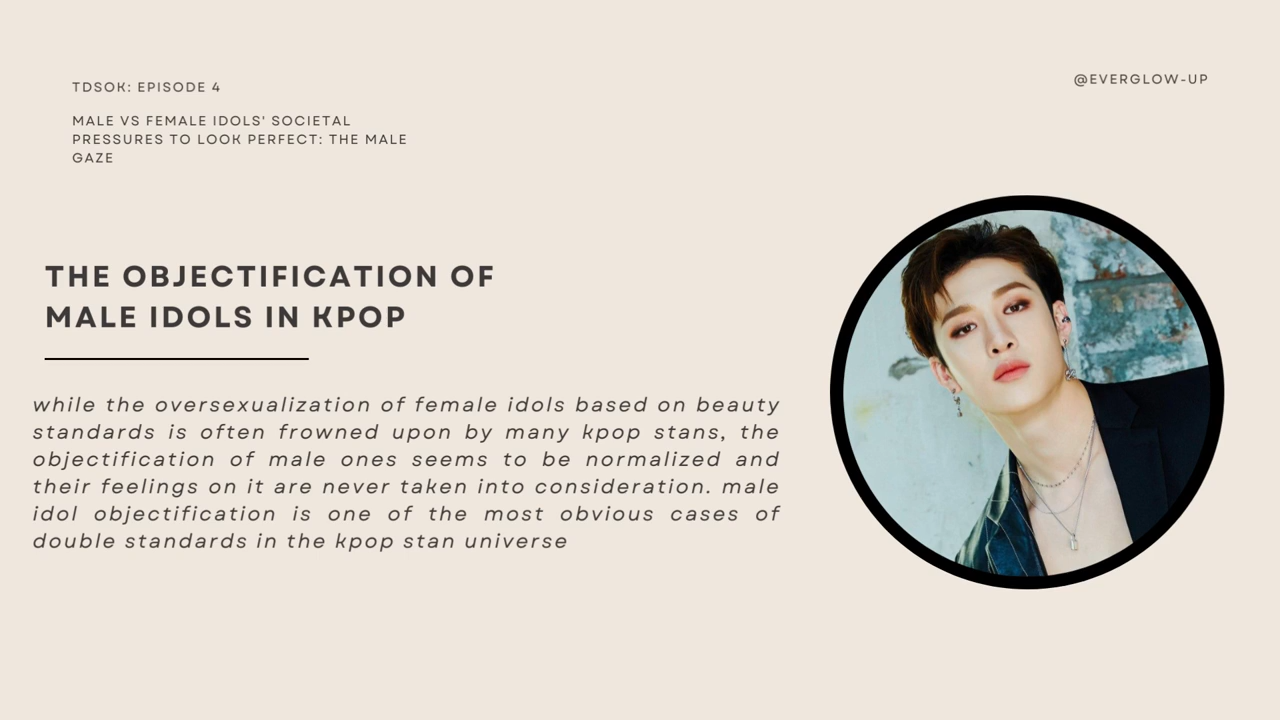 TDSOK: EPISODE 4
@EVERGLOW-UP
MALE VS FEMALE IDOLS' SOCIETAL
PRESSURES TO LOOK PERFECT: THE MALE
GAZE
THE OBJECTIFICATION OF
MALE IDOLS IN KPOP
while the oversexualization of female idols based on beauty
standards is often frowned upon by many kpop stans, the
objectification of male ones seems to be normalized and
their feelings on it are never taken into consideration. male
idol objectification is one of the most obvious cases of
double standards in the kpop stan universe